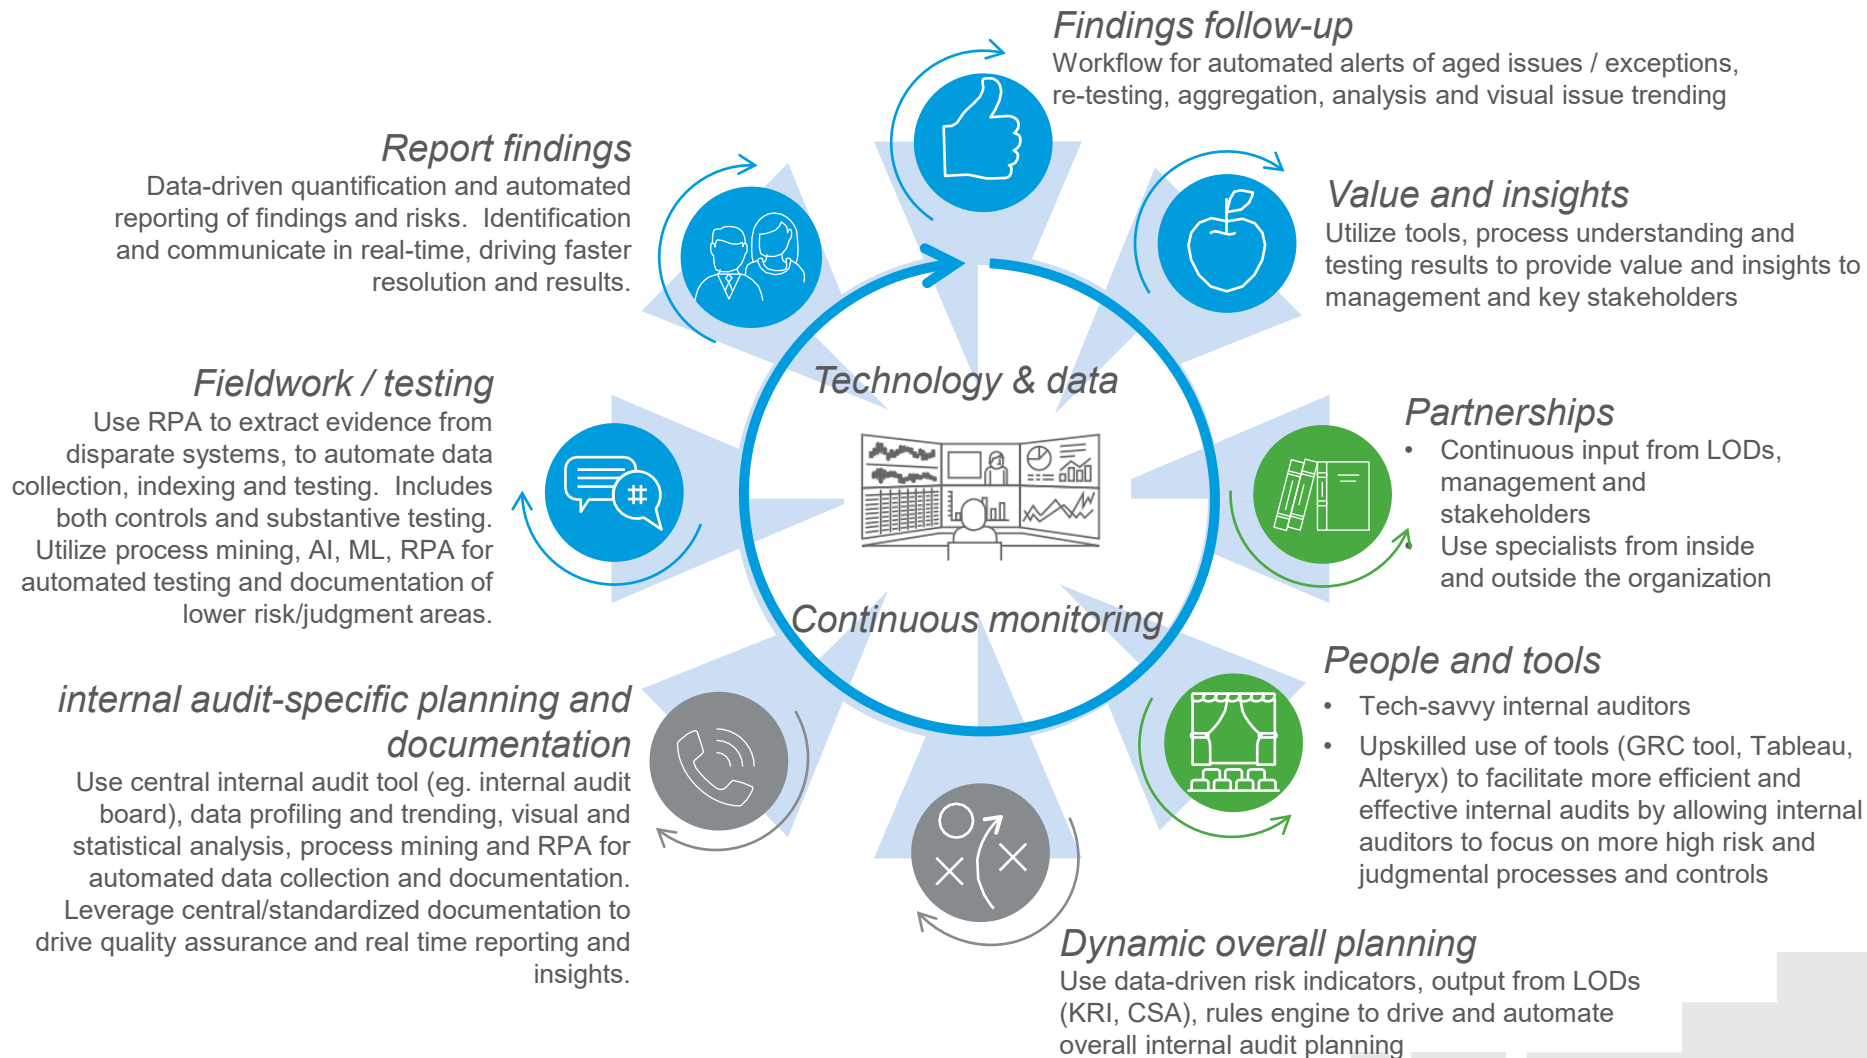 Findings follow-up
Workflow for automated alerts of aged issues / exceptions,
re-testing, aggregation, analysis and visual issue trending
Report findings
Data-driven quantification and automated
reporting of findings and risks.  Identification
and communicate in real-time, driving faster
resolution and results.
Value and insights
Utilize tools, process understanding and
testing results to provide value and insights to
management and key stakeholders
Technology & data
Fieldwork / testing
Use RPA to extract evidence from
disparate systems, to automate data
collection, indexing and testing.  Includes
both controls and substantive testing.
Utilize process mining, AI, ML, RPA for
automated testing and documentation of
lower risk/judgment areas.
#
Partnerships
• Continuous input from LODs,
management and
stakeholders
• Use specialists from inside
and outside the organization
Continuous monitoring
People and tools
• Tech-savvy internal auditors
• Upskilled use of tools (GRC tool, Tableau,
Alteryx) to facilitate more efficient and
effective internal audits by allowing internal
auditors to focus on more high risk and
judgmental processes and controls
internal audit-specific planning and
documentation
Use central internal audit tool (eg. internal audit
board), data profiling and trending, visual and
statistical analysis, process mining and RPA for
automated data collection and documentation.
Leverage central/standardized documentation to
drive quality assurance and real time reporting and
insights.
Dynamic overall planning
Use data-driven risk indicators, output from LODs
(KRI, CSA), rules engine to drive and automate
overall internal audit planning